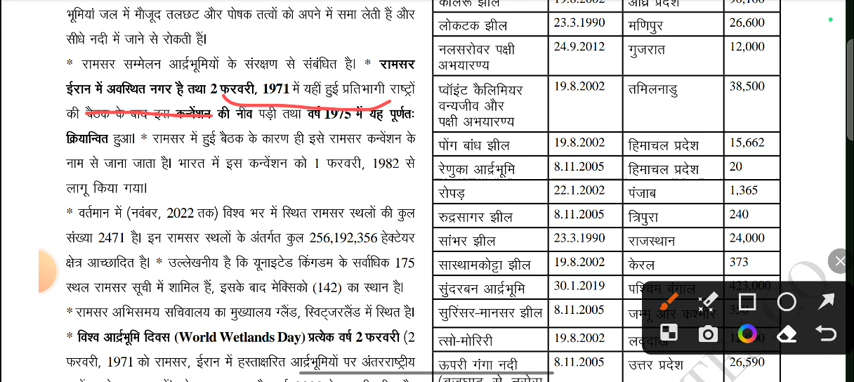 भूमियां जल में मौजूद तलछट और पोषक तत्वों को अपने में समा लेती हैं और
सीधे नदी में जाने से रोकती हैं।
* रामसर सम्मेलन आर्द्रभूमियों के संरक्षण से संबंधित है। * रामसर
ईरान में अवस्थित नगर है तथा 2 फरवरी, 1971 में यहीं हुई प्रतिभागी राष्ट्रों
की बैठक के बाद इस कन्वेंशन की नींव पड़ी तथा वर्ष 1975 में यह पूर्णतः
क्रियान्वित हुआ। * रामसर में हुई बैठक के कारण ही इसे रामसर कन्वेंशन के
नाम से जाना जाता है। भारत में इस कन्वेंशन को 1 फरवरी, 1982 से
लागू किया गया।
* वर्तमान में (नवंबर, 2022 तक) विश्व भर में स्थित रामसर स्थलों की कुल
संख्या 2471 है। इन रामसर स्थलों के अंतर्गत कुल 256,192,356 हेक्टेयर
क्षेत्र आच्छादित है। * उल्लेखनीय है कि यूनाइटेड किंगडम के सर्वाधिक 175
स्थल रामसर सूची में शामिल हैं, इसके बाद मेक्सिको (142) का स्थान है।
* रामसर अभिसमय सचिवालय का मुख्यालय ग्लैंड, स्विट्जरलैंड में स्थित है।
* विश्व आर्द्रभूमि दिवस (World Wetlands Day) प्रत्येक वर्ष 2 फरवरी (2
फरवरी, 1971 को रामसर, ईरान में हस्ताक्षरित आर्द्रभूमियों पर अंतरराष्ट्रीय
लोकटक झील 23.3.1990 मणिपुर 26,600
नलसरोवर पक्षी 24.9.2012 गुजरात 12,000
अभयारण्य
प्वॉइंट कैलिमियर 19.8.2002 तमिलनाडु 38,500
वन्यजीव और
पक्षी अभयारण्य
पोंग बांध झील 19.8.2002 हिमाचल प्रदेश 15,662
रेणुका आर्द्रभूमि 8.11.2005 हिमाचल प्रदेश 20
रोपड़ 22.1.2002 पंजाब 1,365
रुद्रसागर झील 8.11.2005 त्रिपुरा 240
सांभर झील 23.3.1990 राजस्थान 24,000
सास्थामकोट्टा झील 19.8.2002 केरल 373
सुंदरबन आर्द्रभूमि 30.1.2019 पश्चिम बंगाल 423,000
सुरिंसर-मानसर झील 8.11.2005 जम्मू और कश्मीर
त्सो-मोरिरी 19.8.2002 लद्दाख
ऊपरी गंगा नदी 8.11.2005 उत्तर प्रदेश 26,590